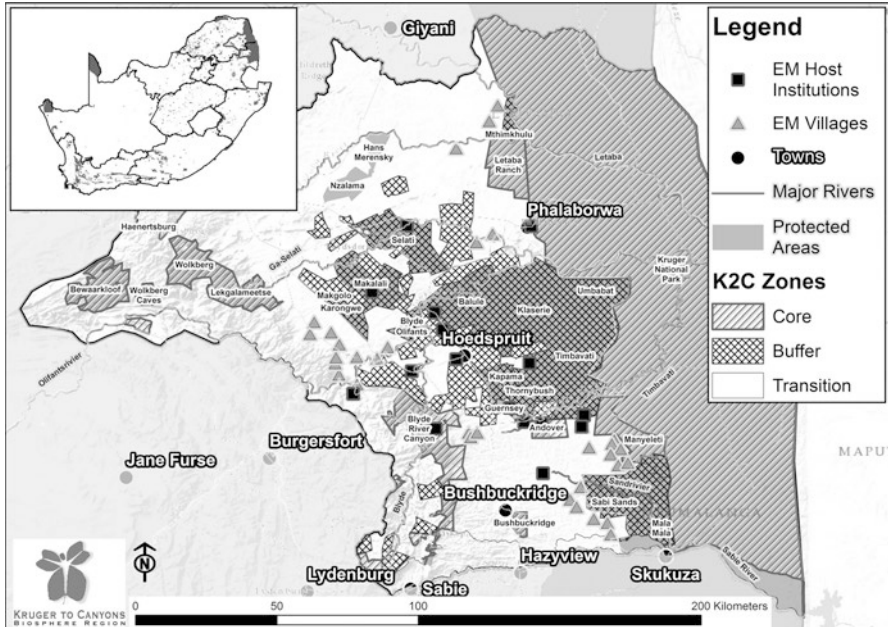 Giyani
Legend
EM Host
Institutions
EM Villages
Towns
Major Rivers
Protected
Areas
K2C Zones
Core
Buffer
Transition
Mthimkhulu
Hans
Merensky
Letaba
Ranch
Letaba
Nzalama
Phalaborwa
Haenertsburg
Selati
Ga-Selati
Kruger
National
Park
Wolkberg
Bewaarkloof
Wolkberg
Caves
Lekgalameetse
Makalali
Makgolo
Karongwe
Balule
Klaserie
Umbabat
Blyde
Olifants
Hoedspruit
Timbavati
Timbavati
Olifantsrivier
Kapama
Thornybush
Guernsey
Blyde
River
Canyon
Andover
Manyeleti
Burgersfort
Jane Furse
MAPUT
Blyde
Bushbuckridge
Bushbuckridge
Sandrivier
Sabi Sands
Mala
Mala
Hazyview
Lydenburg
Sabie
Skukuza
Sabie River
N
KRUGER TO CANYONS
BIOSPHERE REGION
0 50 100 200 Kilometers